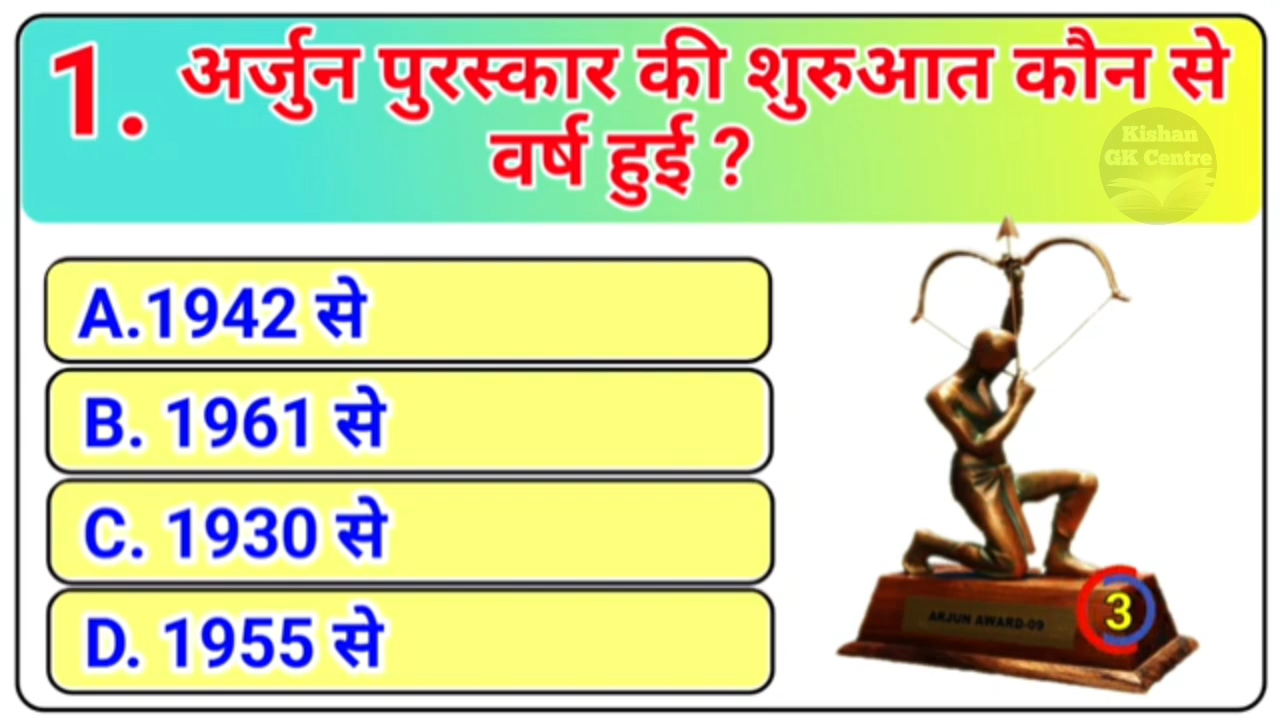 1. अर्जुन पुरस्कार की शुरुआत कौन से
वर्ष हुई ?
Kishan
GK Centre
A.1942 से
B. 1961 से
C. 1930 से
D. 1955 से
ARJUN AWARD-09
3